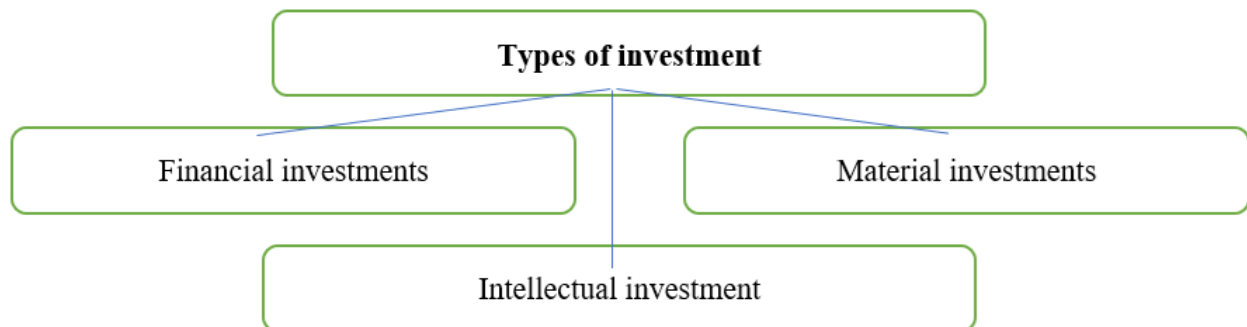 Types of investment
Financial investments
Material investments
Intellectual investment